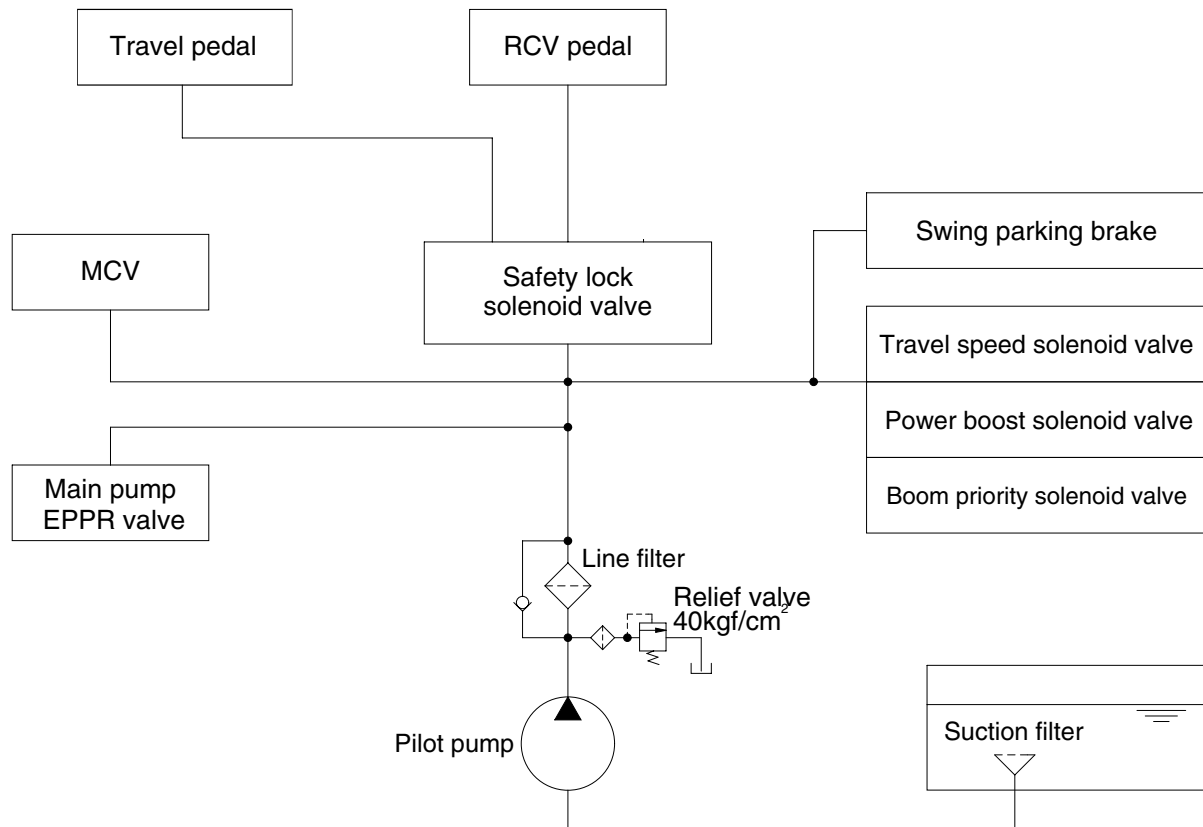 Travel pedal
RCV pedal
Swing parking brake
MCV
Safety lock
solenoid valve
Travel speed solenoid valve
Power boost solenoid valve
Boom priority solenoid valve
Main pump
EPPR valve
Line filter
Relief valve
40kgf/cm²
Pilot pump
Suction filter